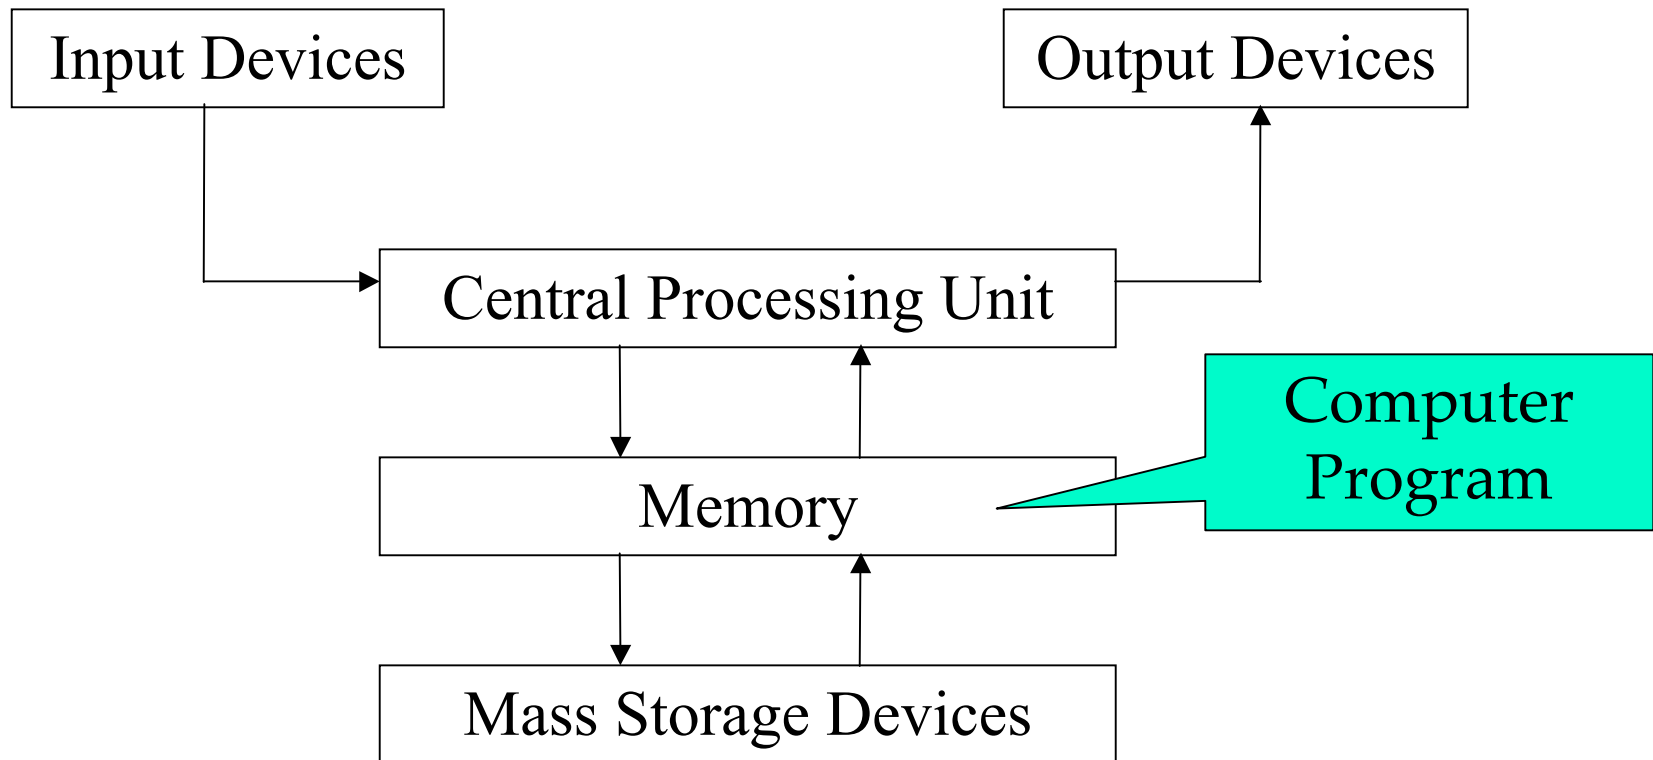 Input Devices
Output Devices
Central Processing Unit
Computer
Program
Memory
Mass Storage Devices